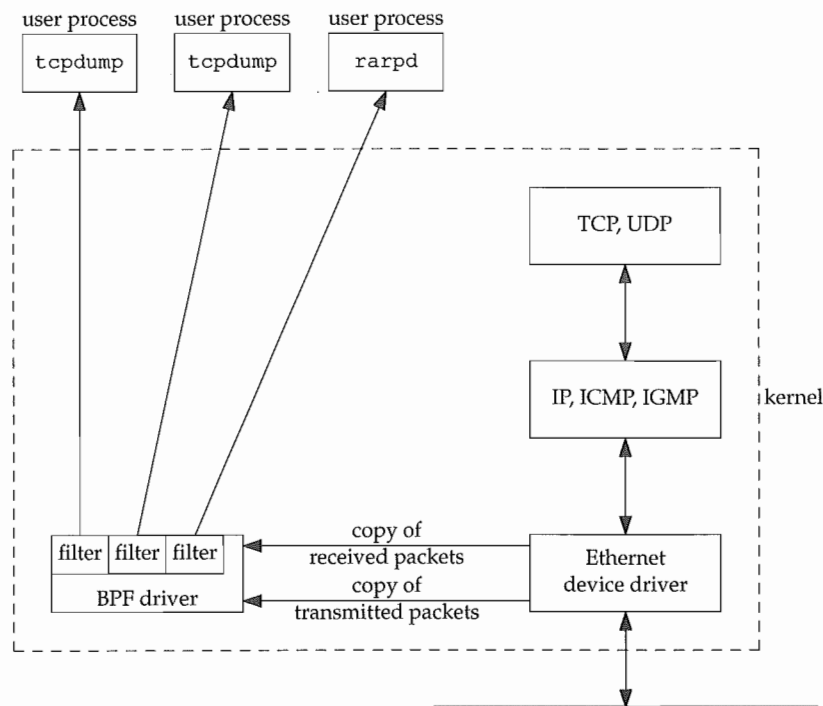 user process
user process
user process
tcpdump
tcpdump
rarpd
TCP, UDP
IP, ICMP, IGMP
kernel
filter
filter
filter
BPF driver
copy of
received packets
copy of
transmitted packets
Ethernet
device driver